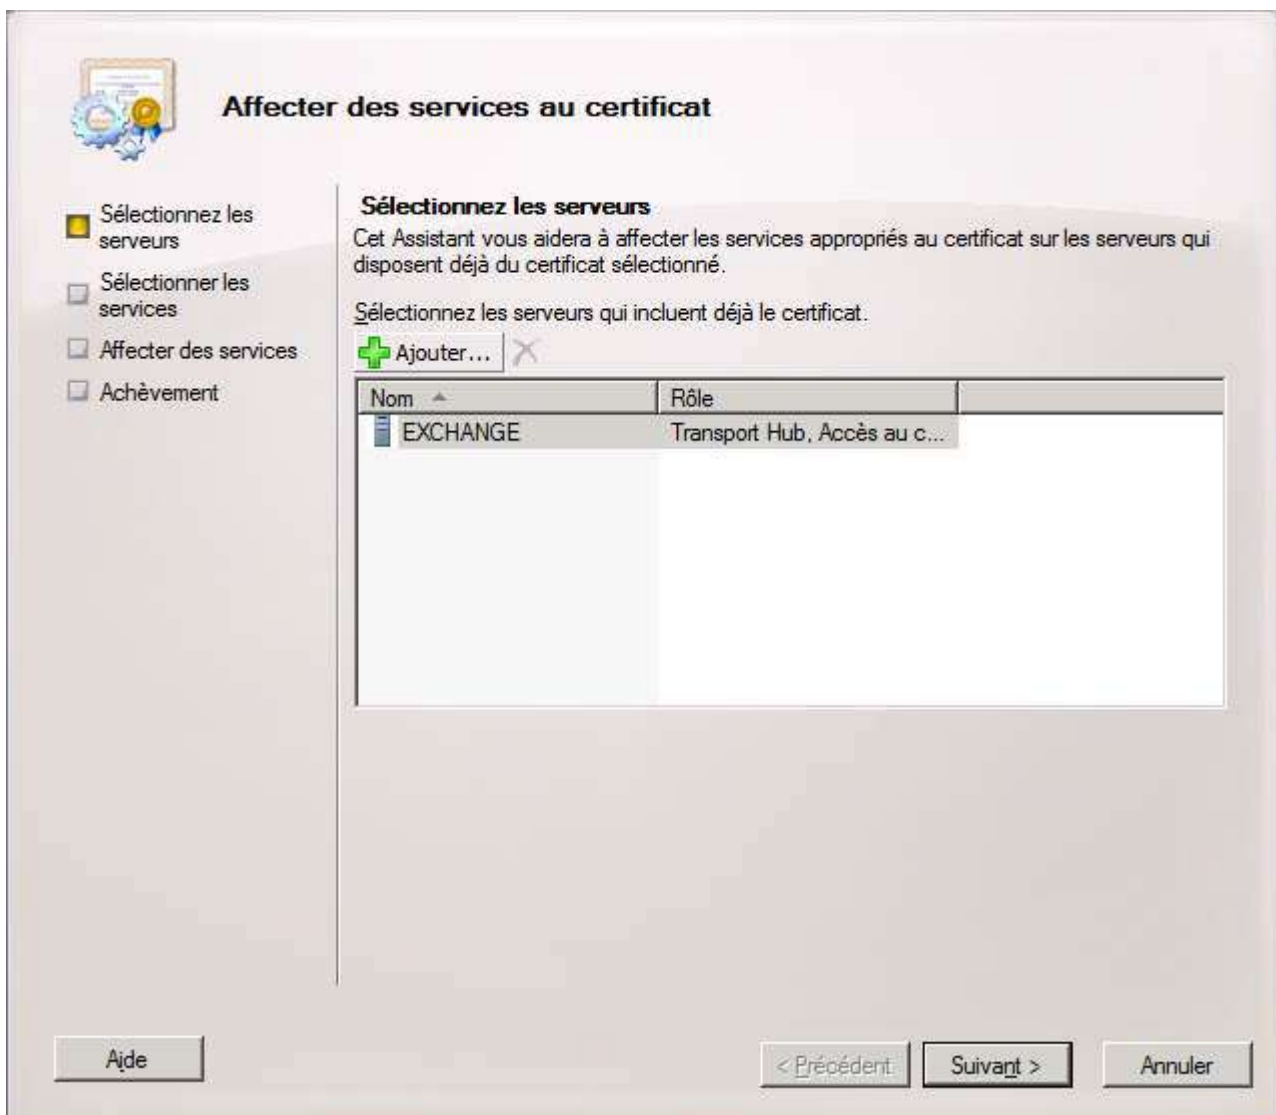 Affecter des services au certificat
Sélectionnez les
serveurs
Sélectionner les
services
Affecter des services
Achèvement
Sélectionnez les serveurs
Cet Assistant vous aidera à affecter les services appropriés au certificat sur les serveurs qui
disposent déjà du certificat sélectionné.
Sélectionnez les serveurs qui incluent déjà le certificat.
Ajouter...
Nom Rôle
EXCHANGE Transport Hub, Accès au c...
Aide
< Précédent Suivant > Annuler